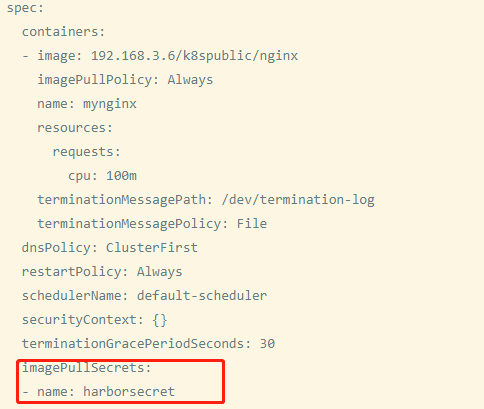 spec:
containers:
- image: 192.168.3.6/k8spublic/nginx
imagePullPolicy: Always
name: mynginx
resources:
requests:
cpu: 100m
terminationMessagePath: /dev/termination-log
terminationMessagePolicy: File
dnsPolicy: ClusterFirst
restartPolicy: Always
schedulerName: default-scheduler
securityContext: {}
terminationGracePeriodSeconds: 30
imagePullSecrets:
- name: harborsecret